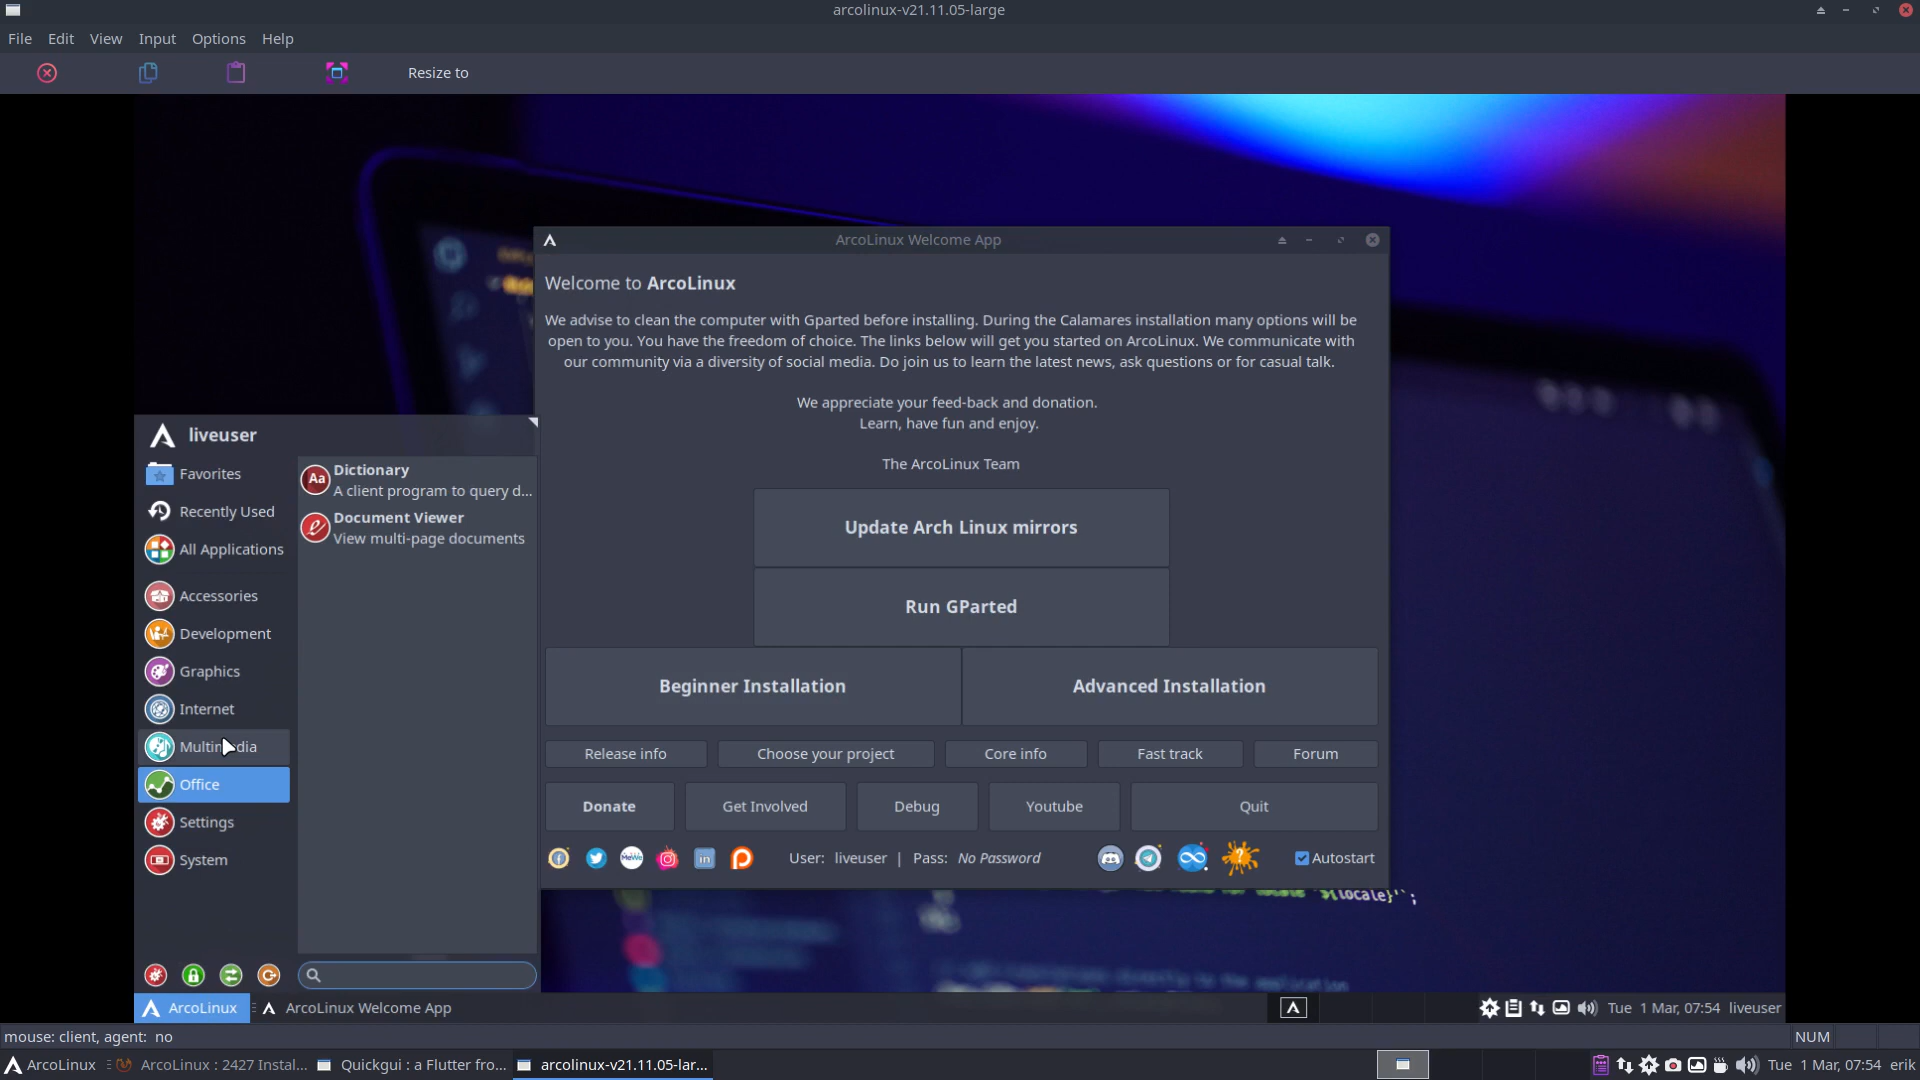 arcolinux-v21.11.05-large
File Edit View Input Options Help
Resize to
ArcoLinux Welcome App
Welcome to ArcoLinux
We advise to clean the computer with Gparted before installing. During the Calamares installation many options will be
open to you. You have the freedom of choice. The links below will get you started on ArcoLinux. We communicate with
our community via a diversity of social media. Do join us to learn the latest news, ask questions or for casual talk.
We appreciate your feed-back and donation.
Learn, have fun and enjoy.
The ArcoLinux Team
Update Arch Linux mirrors
Run GParted
Beginner Installation Advanced Installation
Release info Choose your project Core info Fast track Forum
Donate Get Involved Debug Youtube Quit
MeWe in User: liveuser | Pass: No Password Autostart
liveuser
Favorites
Recently Used
All Applications
Accessories
Development
Graphics
Internet
Multimedia
Office
Settings
System
Aa Dictionary
A client program to query d...
Document Viewer
View multi-page documents
${locale}
ArcoLinux ArcoLinux Welcome App Tue 1 Mar, 07:54 liveuser
mouse: client, agent: no NUM
ArcoLinux ArcoLinux : 2427 Instal... Quickgui : a Flutter fro... arcolinux-v21.11.05-lar... Tue 1 Mar, 07:54 erik